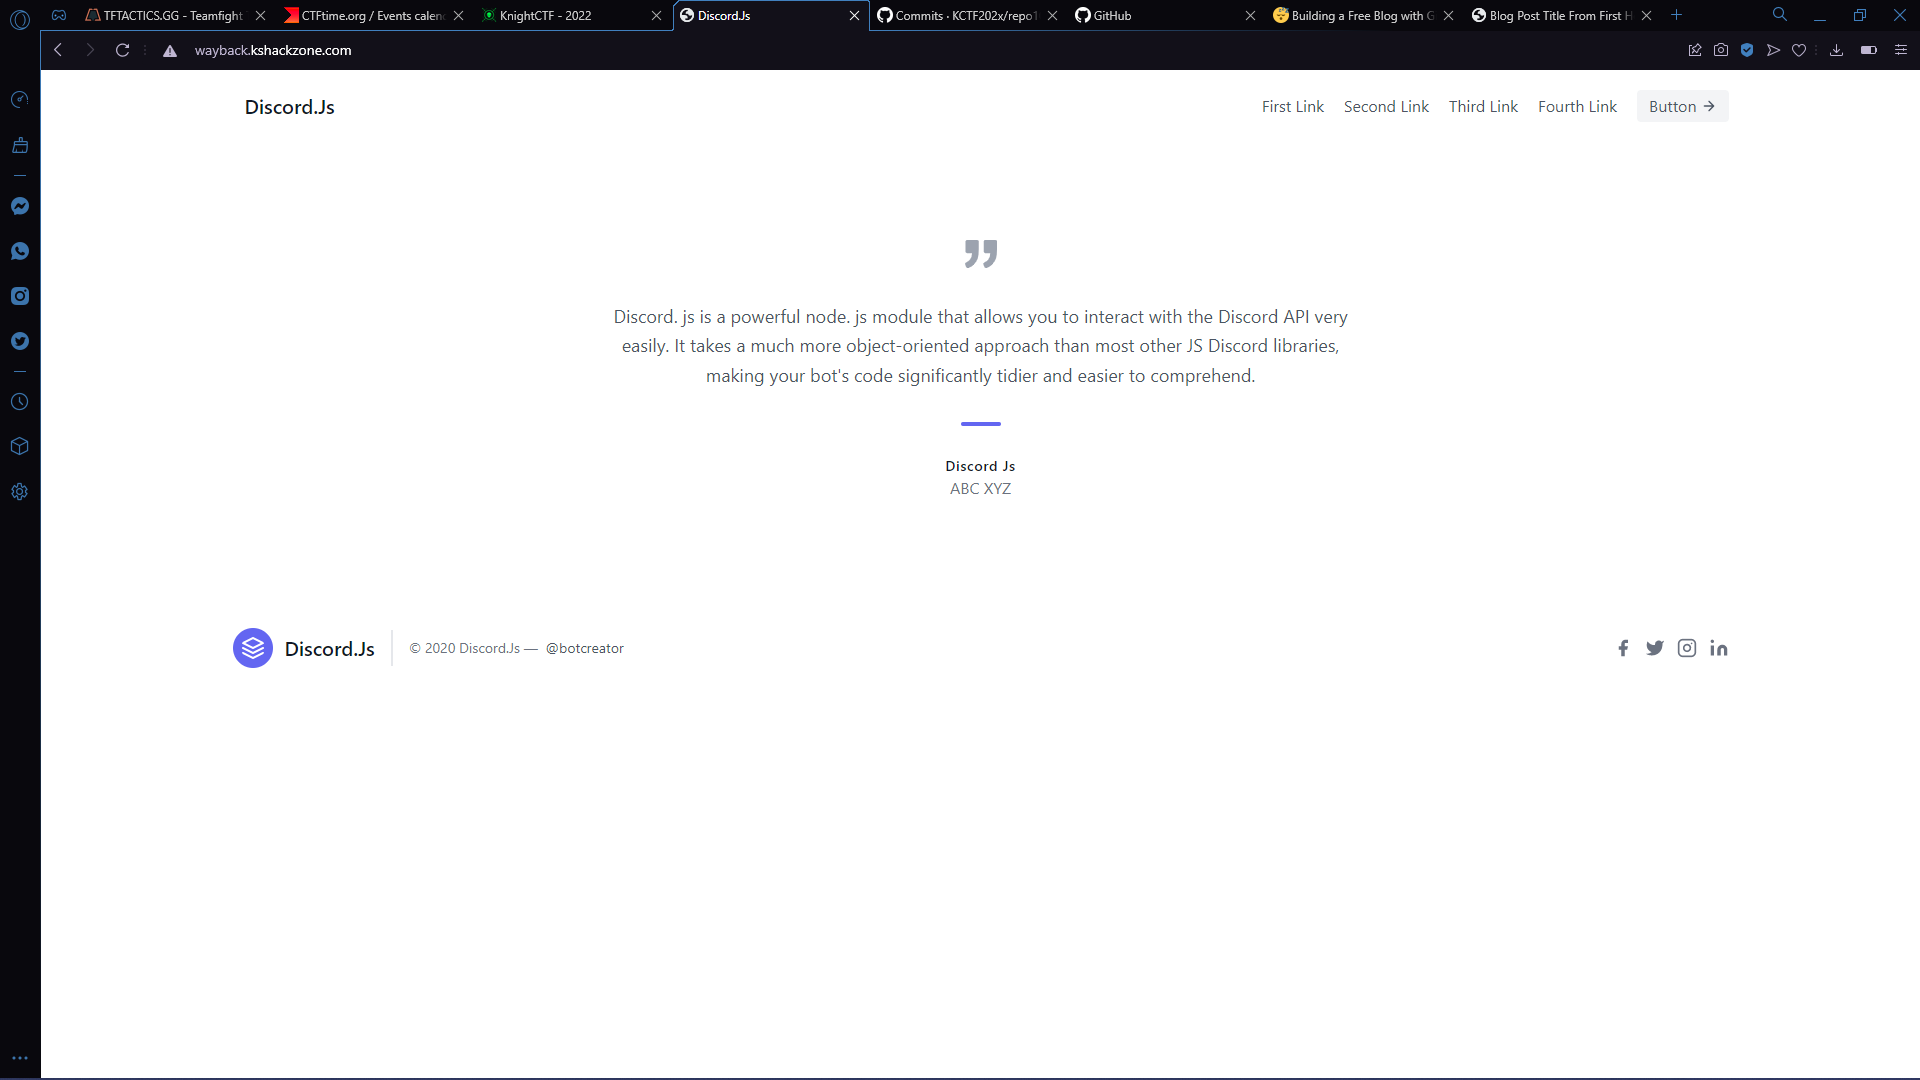 TFTACTICS.GG - Teamfight
CTFtime.org / Events calen
KnightCTF - 2022
Discord.Js
Commits · KCTF202x/repo1
GitHub
Building a Free Blog with G
Blog Post Title From First H
wayback.kshackzone.com
Discord.Js
First Link
Second Link
Third Link
Fourth Link
Button →
Discord. js is a powerful node. js module that allows you to interact with the Discord API very
easily. It takes a much more object-oriented approach than most other JS Discord libraries,
making your bot's code significantly tidier and easier to comprehend.
Discord Js
ABC XYZ
Discord.Js
© 2020 Discord.Js — @botcreator